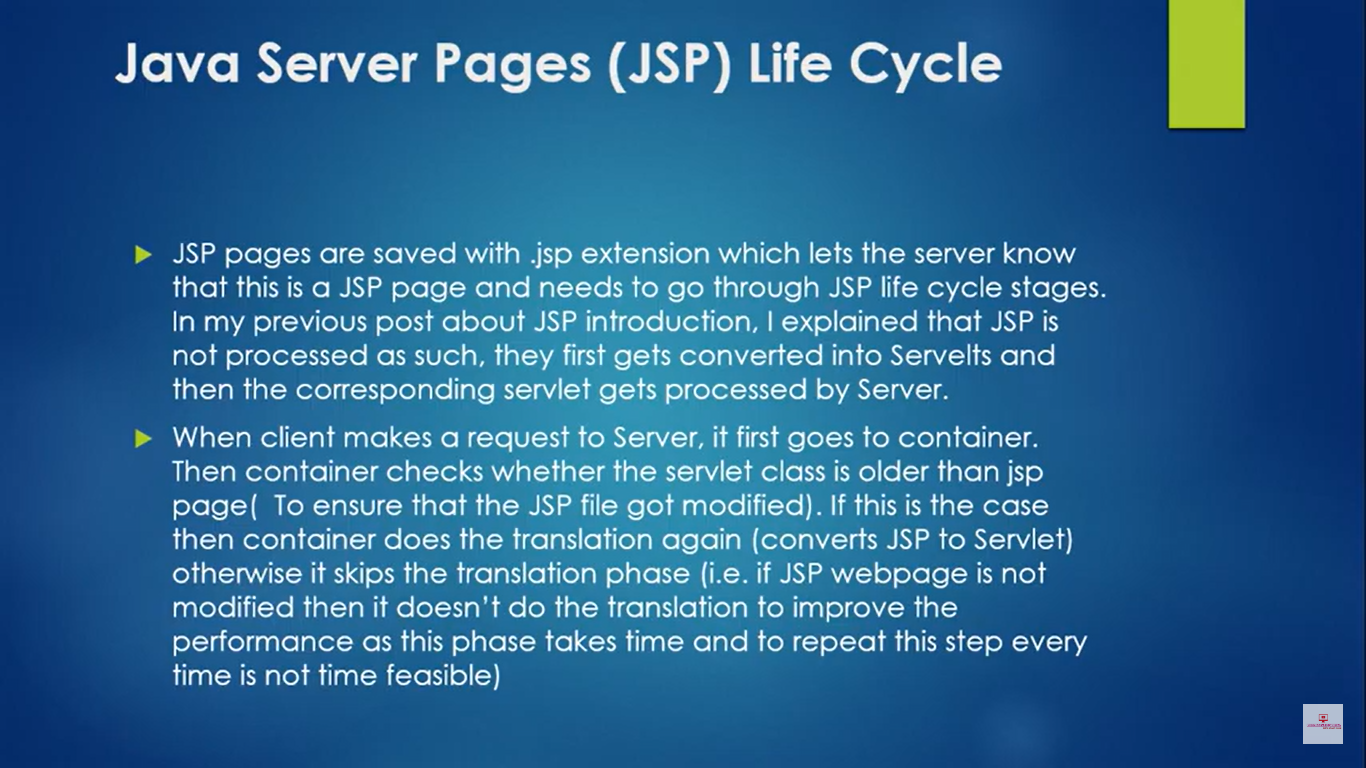 Java Server Pages (JSP) Life Cycle
JSP pages are saved with .jsp extension which lets the server know
that this is a JSP page and needs to go through JSP life cycle stages.
In my previous post about JSP introduction, I explained that JSP is
not processed as such, they first gets converted into Servelts and
then the corresponding servlet gets processed by Server.
When client makes a request to Server, it first goes to container.
Then container checks whether the servlet class is older than jsp
page(  To ensure that the JSP file got modified). If this is the case
then container does the translation again (converts JSP to Servlet)
otherwise it skips the translation phase (i.e. if JSP webpage is not
modified then it doesn't do the translation to improve the
performance as this phase takes time and to repeat this step every
time is not time feasible)